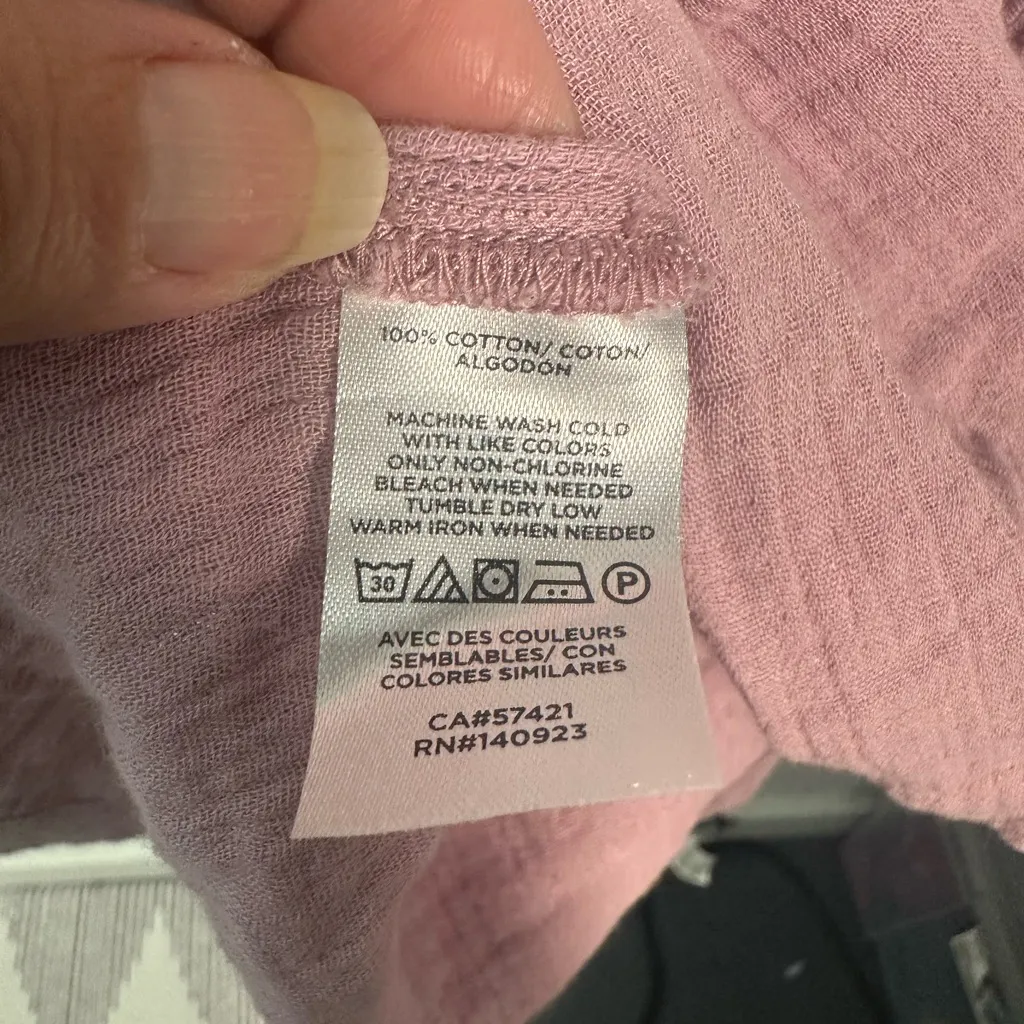 100% COTTON/ COTON/
ALGODON
MACHINE WASH COLD
WITH LIKE COLORS
ONLY NON-CHLORINE
BLEACH WHEN NEEDED
TUMBLE DRY LOW
WARM IRON WHEN NEEDED
30 P
AVEC DES COULEURS
SEMBLABLES/ CON
COLORES SIMILARES
CA#57421
RN#140923